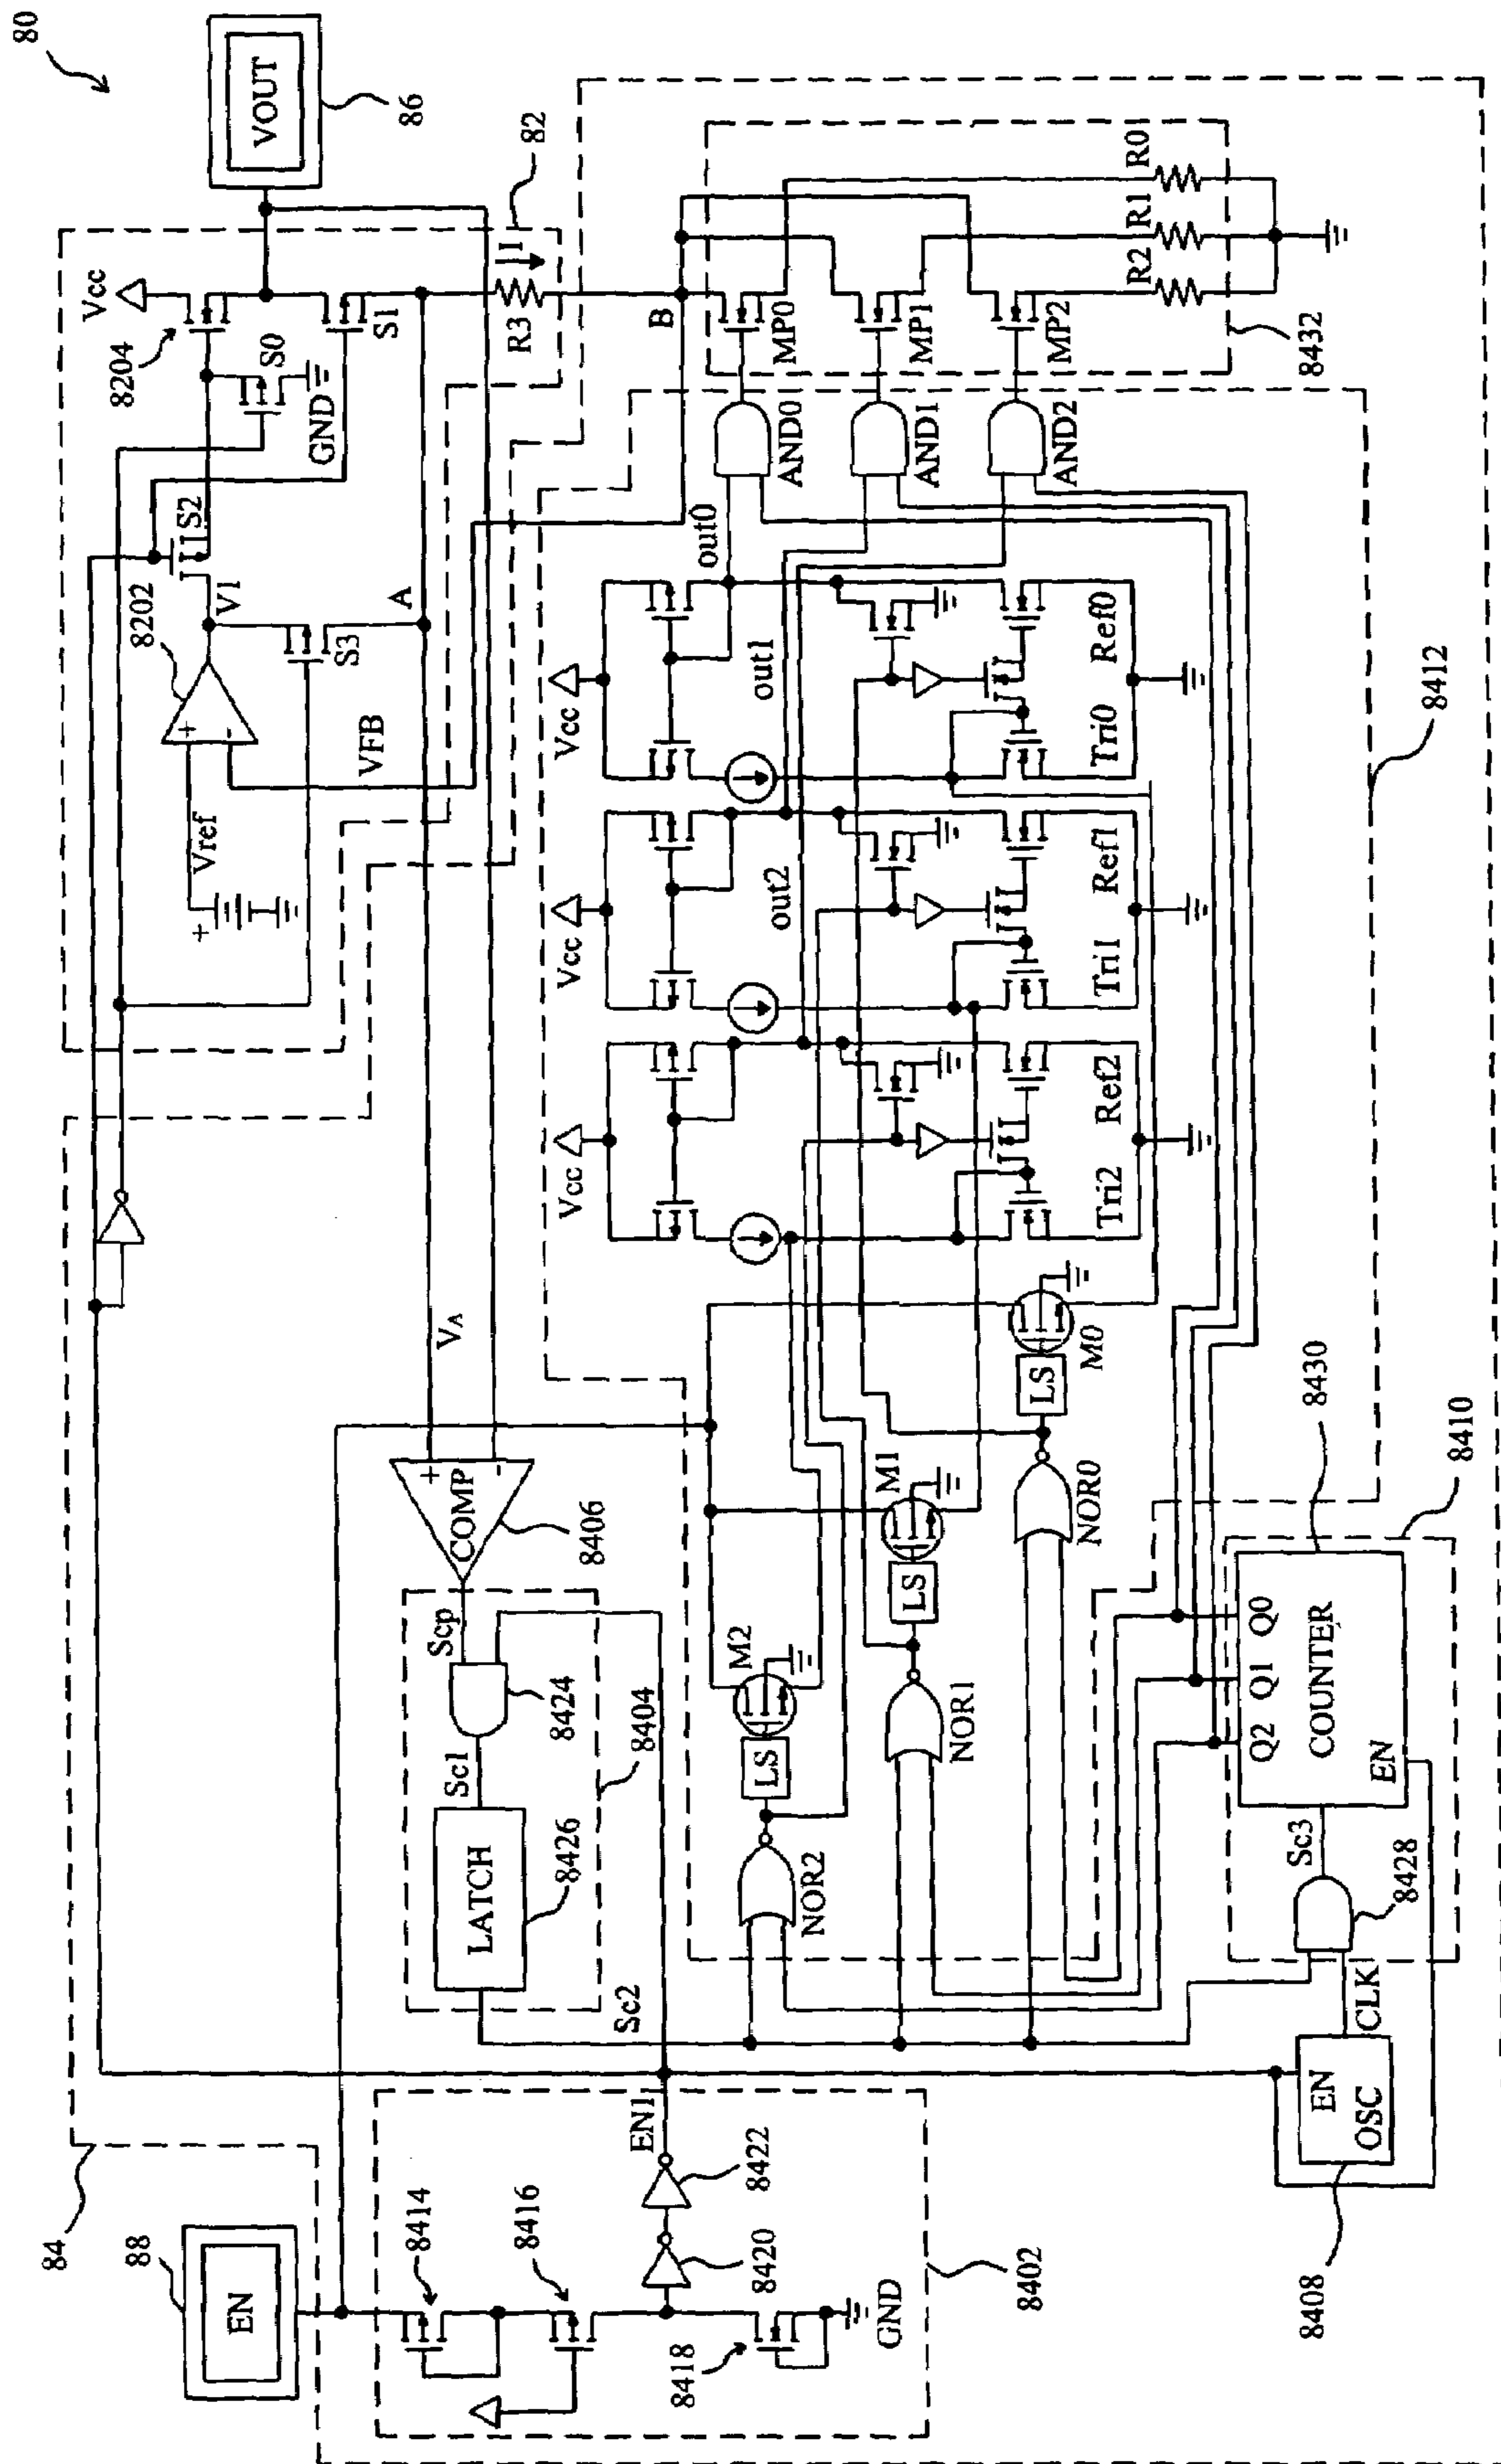 80
VOUT
86
82
Vcc
8204
S0
GND
S1
I
R3
S2
V1
8202
S3
A
+
-
VFB
Vref
+
B
MP0
MP1
MP2
R0
R1
R2
8432
AND0
AND1
AND2
out0
out1
out2
Vcc
Vcc
Vcc
Tri0
Ref0
Tri1
Ref1
Tri2
Ref2
8412
VA
+
-
COMP
8406
Scp
8424
Sc1
8404
LATCH
8426
Sc2
M2
LS
NOR2
M1
LS
NOR1
M0
LS
NOR0
8430
8410
Q0
Q1
Q2
COUNTER
EN
Sc3
8428
CLK
EN
OSC
8408
84
88
EN
8414
8416
8418
GND
8420
8422
EN1
8402